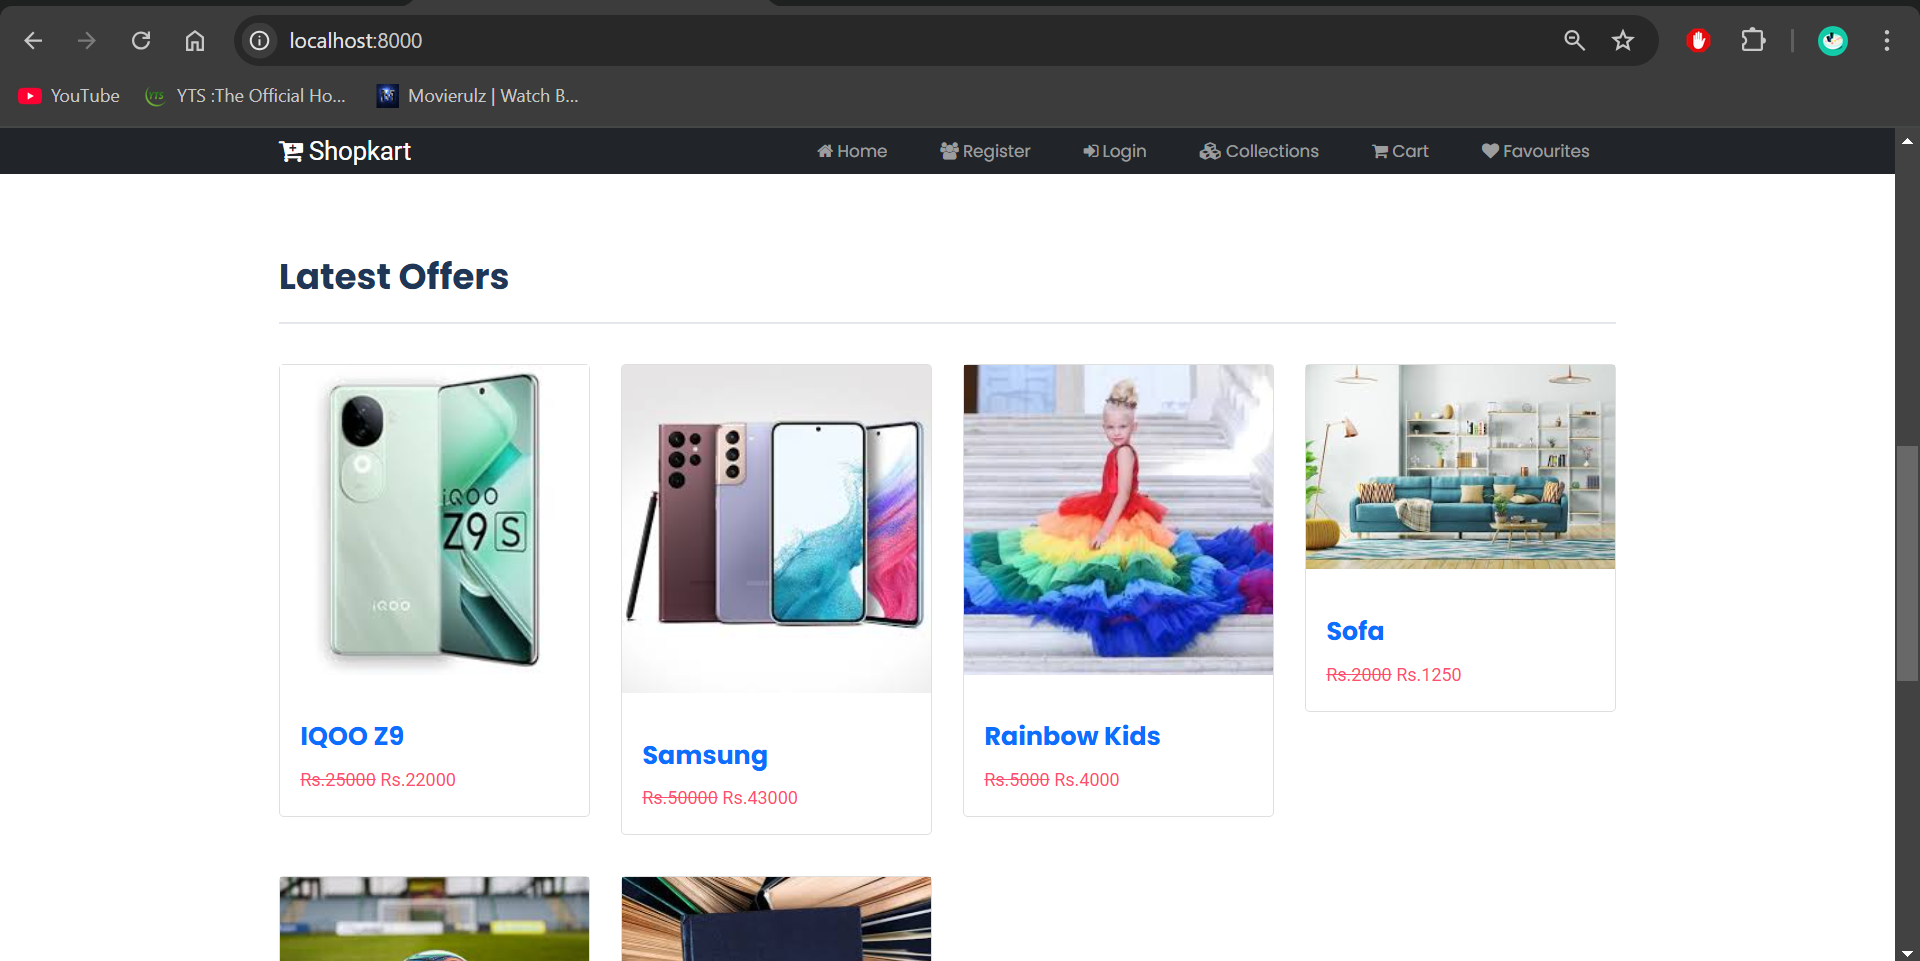 localhost:8000
YouTube
YTS :The Official Ho...
Movierulz | Watch B...
Shopkart
Home
Register
Login
Collections
Cart
Favourites
Latest Offers
iQOO
Z9 S
iQOO
IQOO Z9
Rs.25000 Rs.22000
Samsung
Rs.50000 Rs.43000
Rainbow Kids
Rs.5000 Rs.4000
Sofa
Rs.2000 Rs.1250